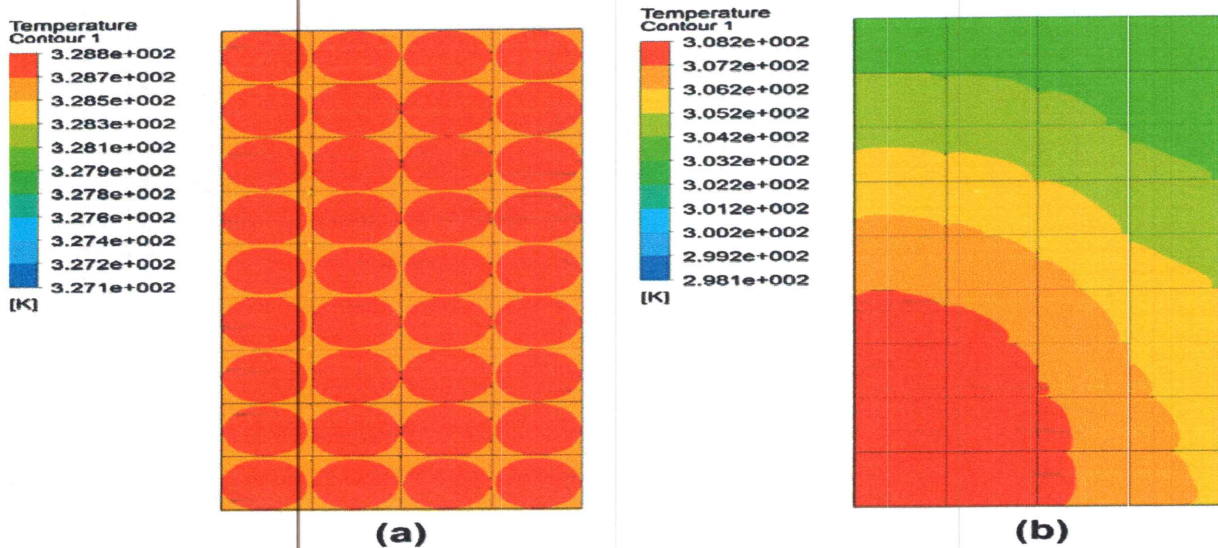 Temperature
Contour 1
3.288e+002
3.287e+002
3.285e+002
3.283e+002
3.281e+002
3.279e+002
3.278e+002
3.276e+002
3.274e+002
3.272e+002
3.271e+002
[K]
(a)
Temperature
Contour 1
3.082e+002
3.072e+002
3.062e+002
3.052e+002
3.042e+002
3.032e+002
3.022e+002
3.012e+002
3.002e+002
2.992e+002
2.981e+002
[K]
(b)